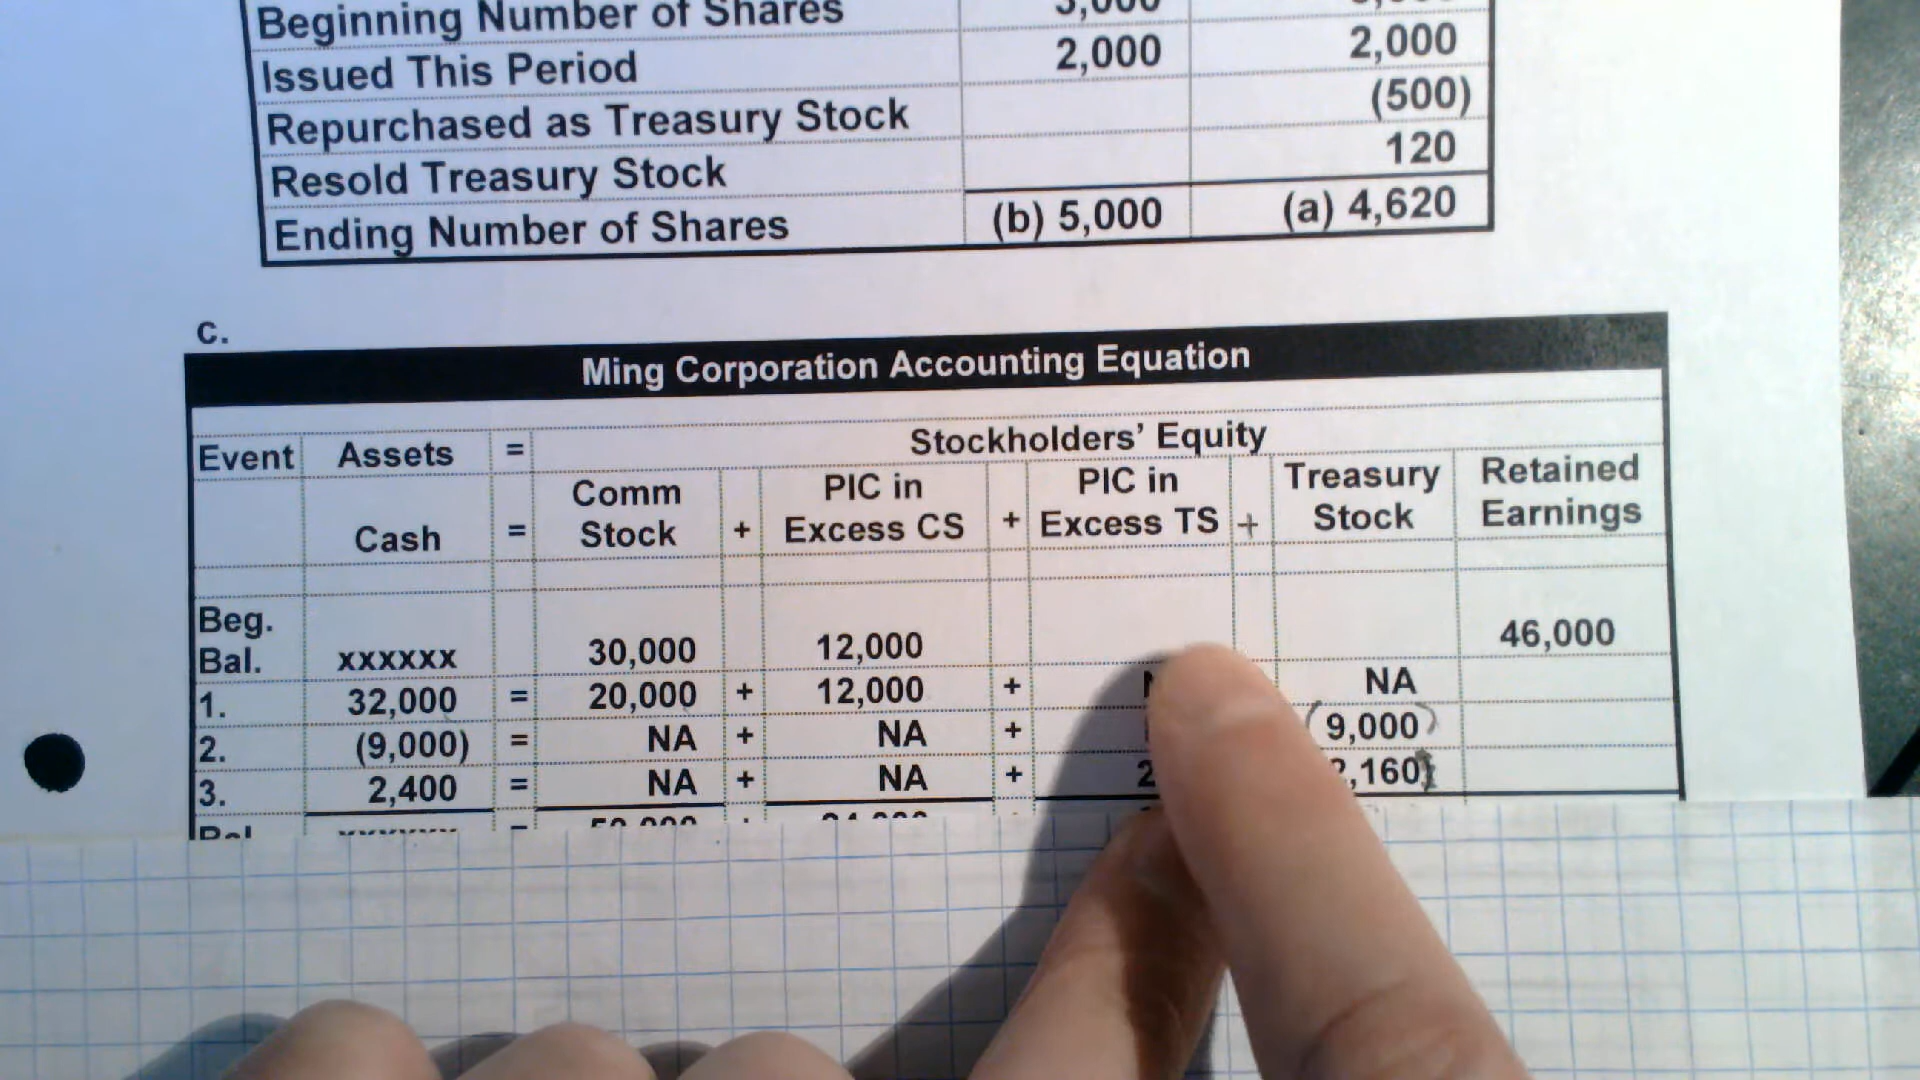 Beginning Number of Shares
Issued This Period 2,000 2,000
Repurchased as Treasury Stock (500)
Resold Treasury Stock 120
Ending Number of Shares (b) 5,000 (a) 4,620
c.
Ming Corporation Accounting Equation
Event Assets = Stockholders' Equity
Cash = Comm Stock + PIC in Excess CS + PIC in Excess TS + Treasury Stock Retained Earnings
Beg. Bal. xxxxxx 30,000 12,000 46,000
1. 32,000 = 20,000 + 12,000 + NA
2. (9,000) = NA + NA + (9,000)
3. 2,400 = NA + NA +